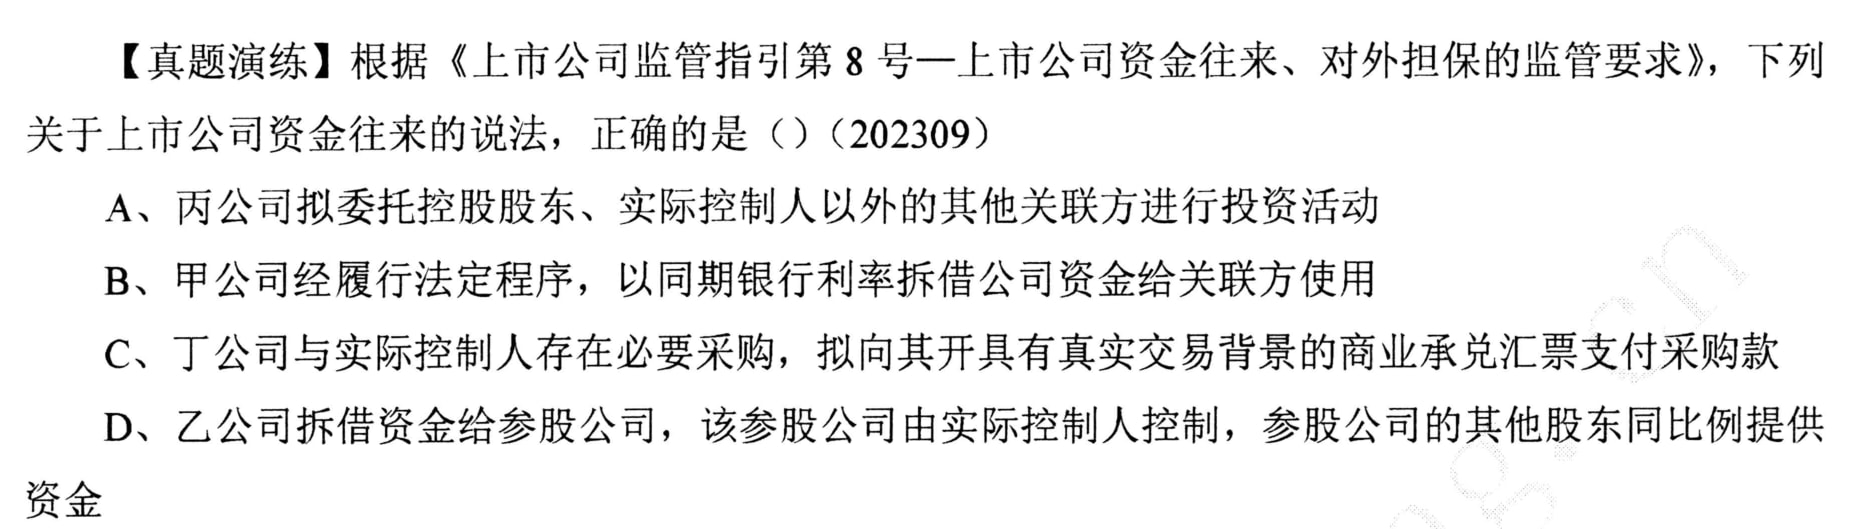 【真题演练】根据《上市公司监管指引第 8 号—上市公司资金往来、对外担保的监管要求》，下列
关于上市公司资金往来的说法，正确的是（）（202309）
A、丙公司拟委托控股股东、实际控制人以外的其他关联方进行投资活动
B、甲公司经履行法定程序，以同期银行利率拆借公司资金给关联方使用
C、丁公司与实际控制人存在必要采购，拟向其开具有真实交易背景的商业承兑汇票支付采购款
D、乙公司拆借资金给参股公司，该参股公司由实际控制人控制，参股公司的其他股东同比例提供
资金